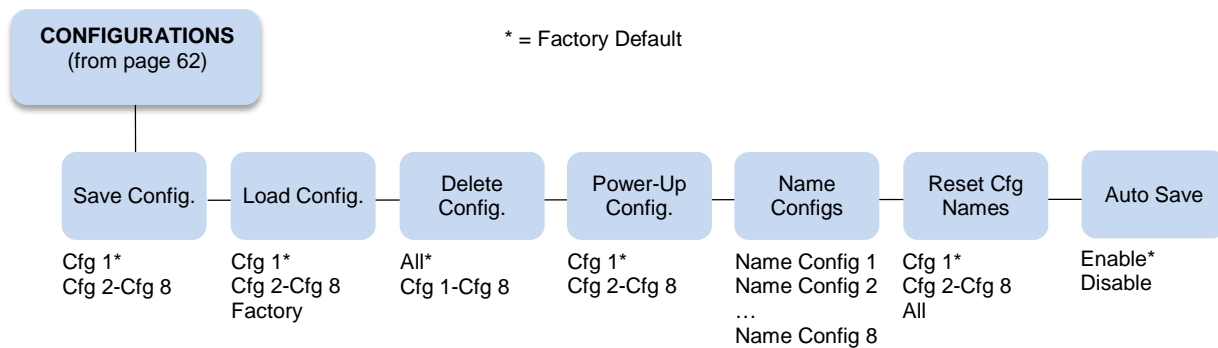 CONFIGURATIONS
(from page 62)
* = Factory Default
Save Config.
Load Config.
Delete
Config.
Power-Up
Config.
Name
Configs
Reset Cfg
Names
Auto Save
Cfg 1*
Cfg 2-Cfg 8
Cfg 1*
Cfg 2-Cfg 8
Factory
All*
Cfg 1-Cfg 8
Cfg 1*
Cfg 2-Cfg 8
Name Config 1
Name Config 2
…
Name Config 8
Cfg 1*
Cfg 2-Cfg 8
All
Enable*
Disable